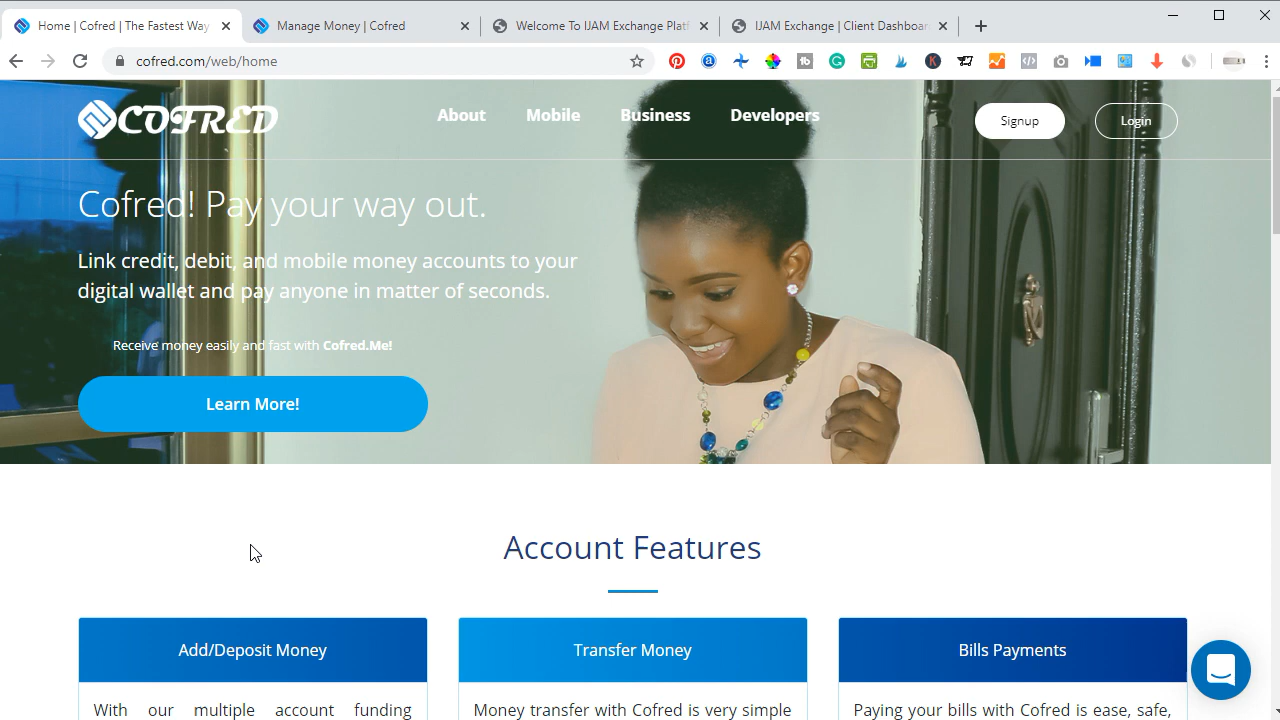 Home | Cofred | The Fastest Way
Manage Money | Cofred
Welcome To IJAM Exchange Platf
IJAM Exchange | Client Dashboar
cofred.com/web/home
COFRED
About
Mobile
Business
Developers
Signup
Login
Cofred! Pay your way out.
Link credit, debit, and mobile money accounts to your
digital wallet and pay anyone in matter of seconds.
Receive money easily and fast with Cofred.Me!
Learn More!
Account Features
Add/Deposit Money
Transfer Money
Bills Payments
With our multiple account funding
Money transfer with Cofred is very simple
Paying your bills with Cofred is ease, safe,